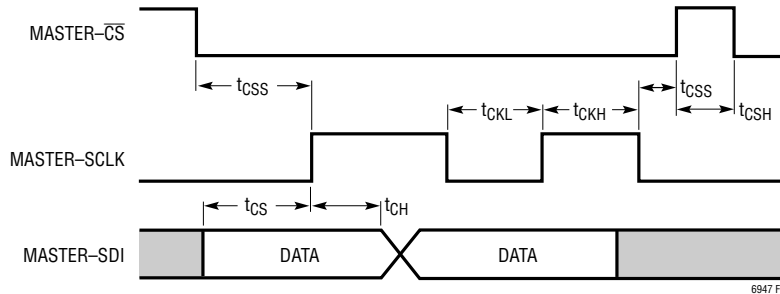 MASTER–CS
tCSS
tCKL
tCKH
tCSS
tCSH
MASTER–SCLK
tCS
tCH
MASTER–SDI
DATA
DATA
6947 F